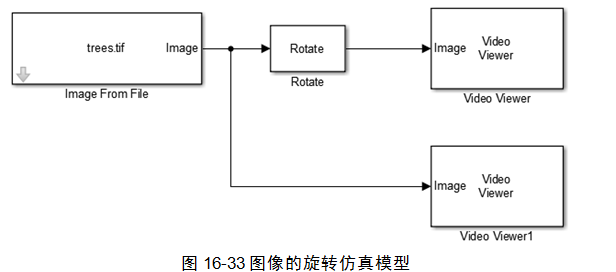 trees.tif
Image
Image From File
Rotate
Rotate
Image
Video
Viewer
Video Viewer
Image
Video
Viewer
Video Viewer1
图 16-33 图像的旋转仿真模型